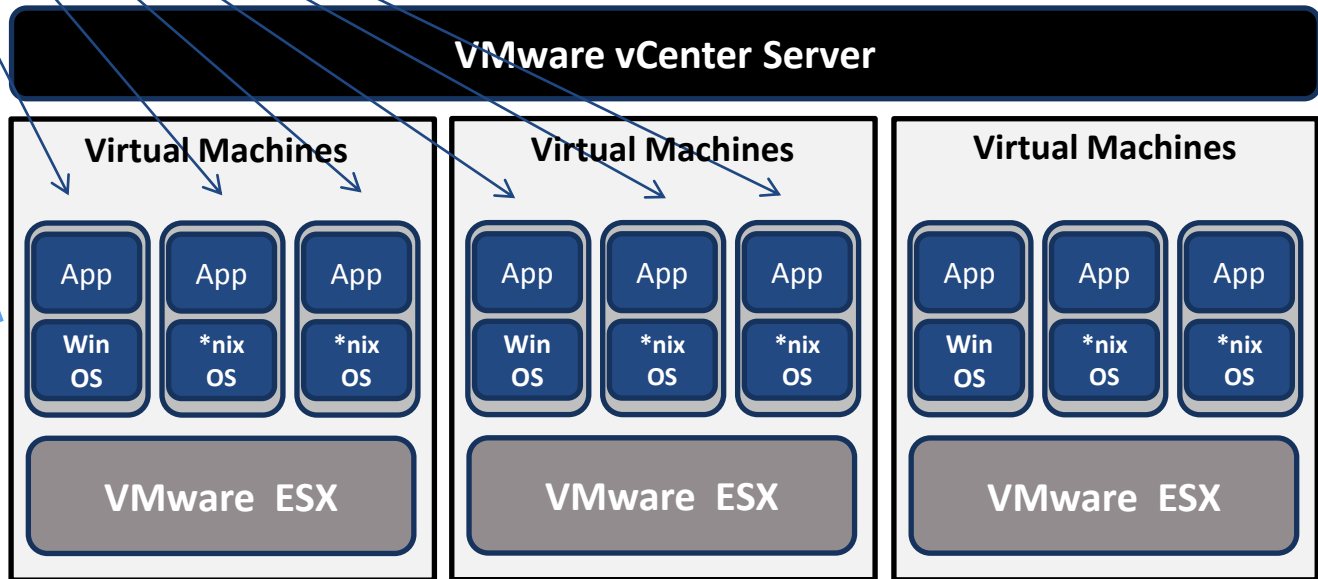 VMware vCenter Server
Virtual Machines
App
App
App
Win
OS
*nix
OS
*nix
OS
VMware ESX
Virtual Machines
App
App
App
Win
OS
*nix
OS
*nix
OS
VMware ESX
Virtual Machines
App
App
App
Win
OS
*nix
OS
*nix
OS
VMware ESX